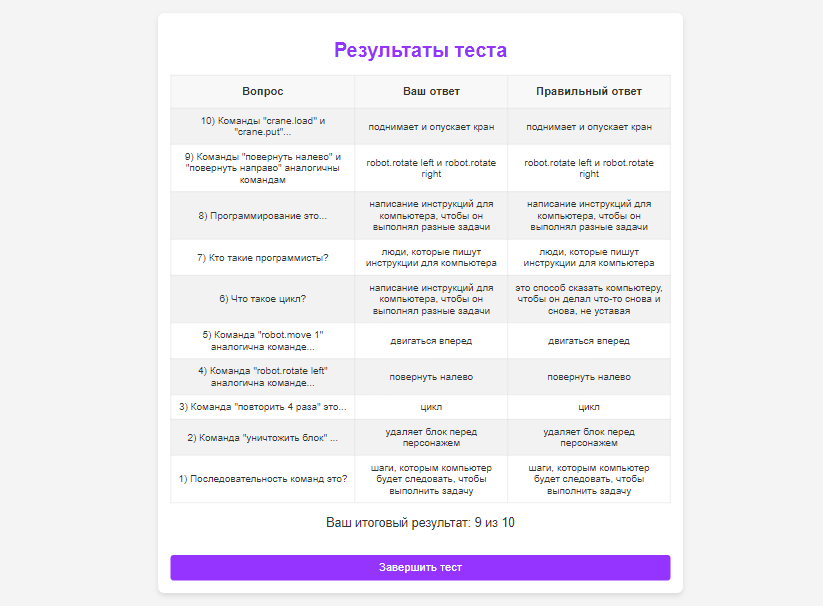 Результаты теста
Вопрос
Ваш ответ
Правильный ответ
10) Команды "crane.load" и
"crane.put"...
поднимает и опускает кран
поднимает и опускает кран
9) Команды "повернуть налево" и
"повернуть направо" аналогичны
командам
robot.rotate left и robot.rotate
right
robot.rotate left и robot.rotate
right
8) Программирование это...
написание инструкций для
компьютера, чтобы он
выполнял разные задачи
написание инструкций для
компьютера, чтобы он
выполнял разные задачи
7) Кто такие программисты?
люди, которые пишут
инструкции для компьютера
люди, которые пишут
инструкции для компьютера
6) Что такое цикл?
написание инструкций для
компьютера, чтобы он
выполнял разные задачи
это способ сказать компьютеру,
чтобы он делал что-то снова и
снова, не уставая
5) Команда "robot.move 1"
аналогична команде...
двигаться вперед
двигаться вперед
4) Команда "robot.rotate left"
аналогична команде...
повернуть налево
повернуть налево
3) Команда "повторить 4 раза" это...
цикл
цикл
2) Команда "уничтожить блок" ...
удаляет блок перед
персонажем
удаляет блок перед
персонажем
1) Последовательность команд это?
шаги, которым компьютер
будет следовать, чтобы
выполнить задачу
шаги, которым компьютер
будет следовать, чтобы
выполнить задачу
Ваш итоговый результат: 9 из 10
Завершить тест